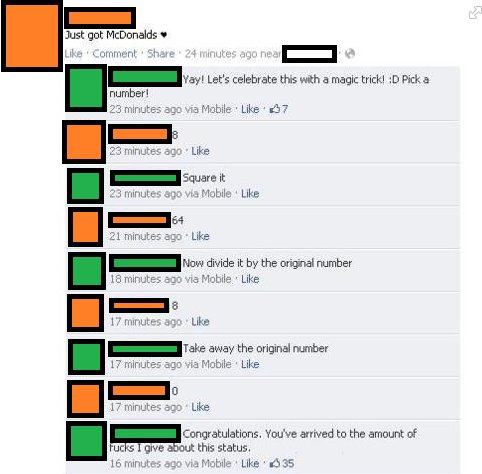 Just got McDonalds ♥
Like · Comment · Share · 24 minutes ago near
Yay! Let's celebrate this with a magic trick! :D Pick a
number!
23 minutes ago via Mobile · Like · 7
8
23 minutes ago · Like
Square it
23 minutes ago via Mobile · Like
64
21 minutes ago · Like
Now divide it by the original number
18 minutes ago via Mobile · Like
8
17 minutes ago · Like
Take away the original number
17 minutes ago via Mobile · Like
0
17 minutes ago · Like
Congratulations. You've arrived to the amount of
fucks I give about this status.
16 minutes ago via Mobile · Like · 35